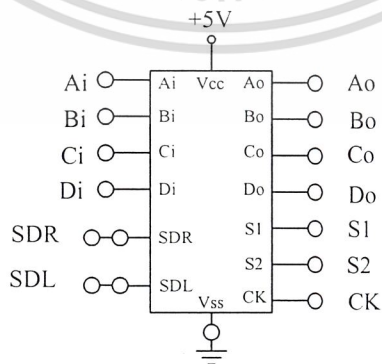 +5V
Ai Ai Vcc Ao Ao
Bi Bi Bo Bo
Ci Ci Co Co
Di Di Do Do
SDR SDR S1 S1
SDL SDL S2 S2
Vss CK CK